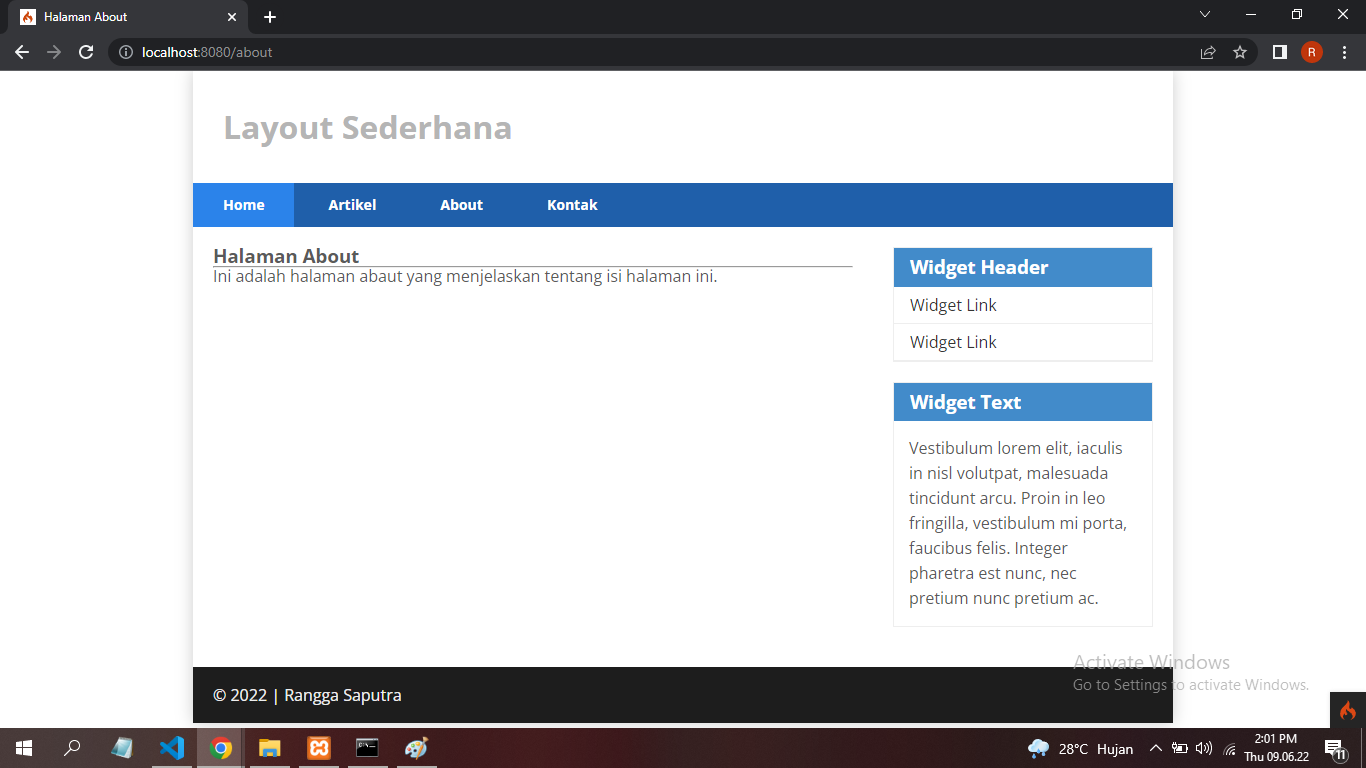 Halaman About
localhost:8080/about
R
Layout Sederhana
Home Artikel About Kontak
Halaman About
Ini adalah halaman abaut yang menjelaskan tentang isi halaman ini.
Widget Header
Widget Link
Widget Link
Widget Text
Vestibulum lorem elit, iaculis
in nisl volutpat, malesuada
tincidunt arcu. Proin in leo
fringilla, vestibulum mi porta,
faucibus felis. Integer
pharetra est nunc, nec
pretium nunc pretium ac.
Activate Windows
Go to Settings to activate Windows.
© 2022 | Rangga Saputra
28°C Hujan
2:01 PM
Thu 09.06.22
11